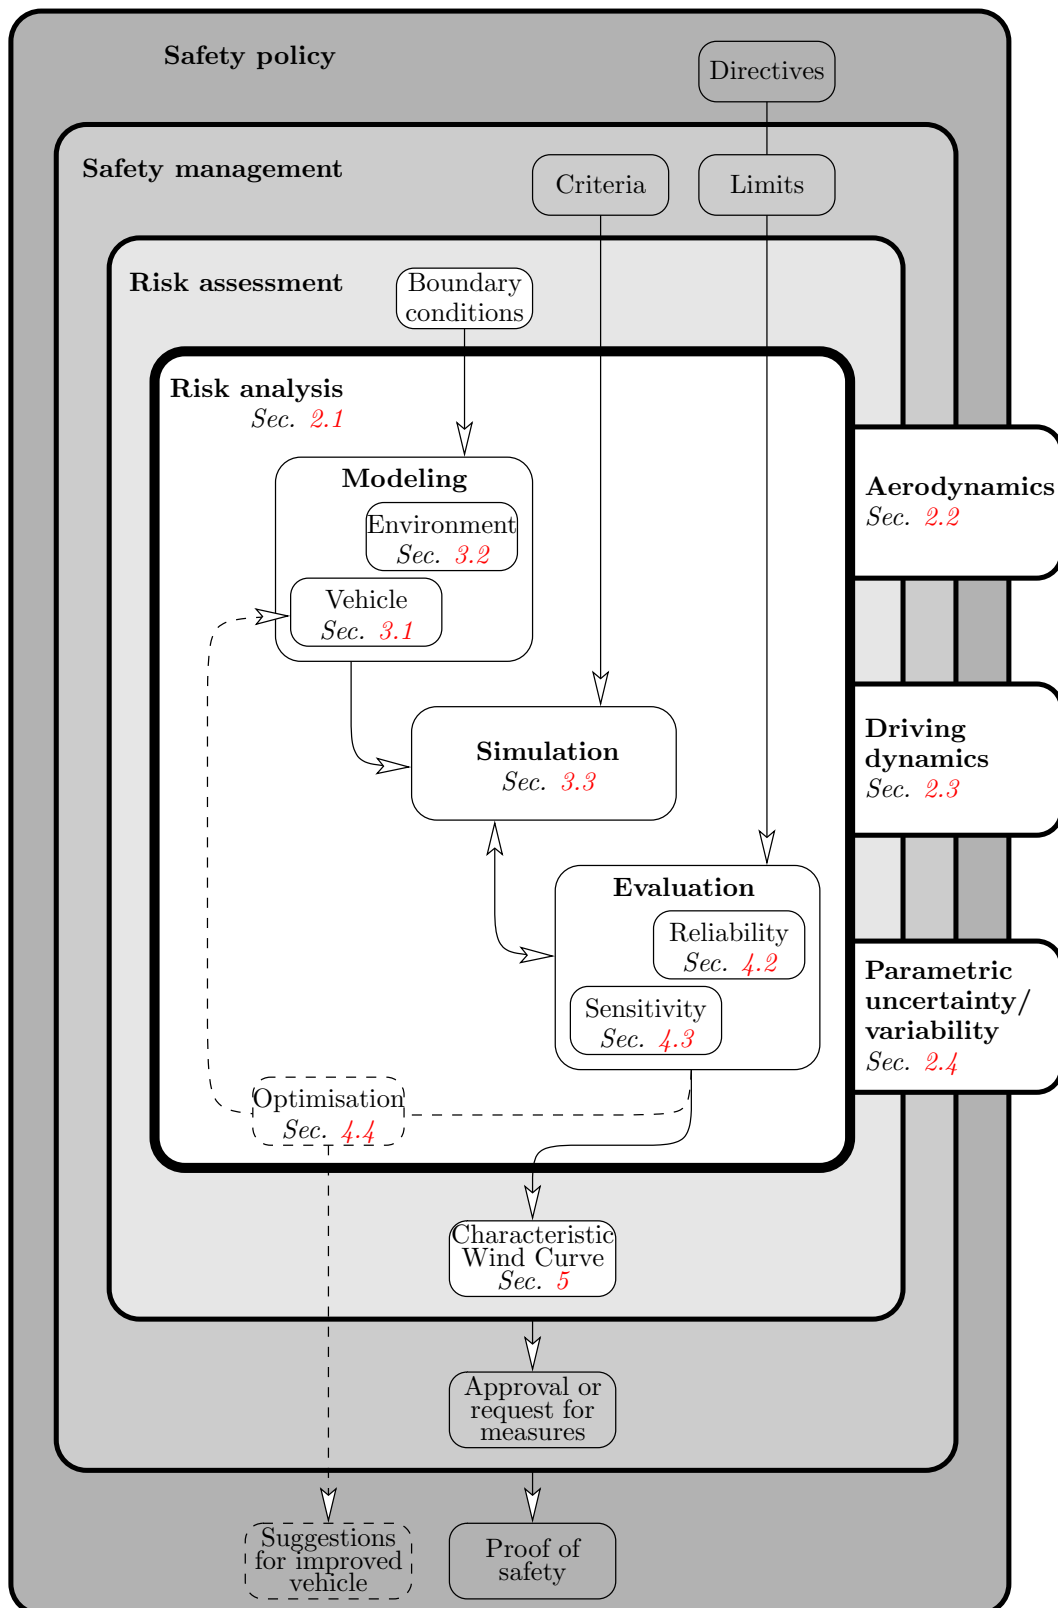 Safety policy
Directives
Safety management
Criteria
Limits
Risk assessment
Boundary
conditions
Risk analysis
Sec. 2.1
Modeling
Environment
Sec. 3.2
Vehicle
Sec. 3.1
Aerodynamics
Sec. 2.2
Simulation
Sec. 3.3
Driving
dynamics
Sec. 2.3
Evaluation
Reliability
Sec. 4.2
Sensitivity
Sec. 4.3
Parametric
uncertainty/
variability
Sec. 2.4
Optimisation
Sec. 4.4
Characteristic
Wind Curve
Sec. 5
Approval or
request for
measures
Suggestions
for improved
vehicle
Proof of
safety